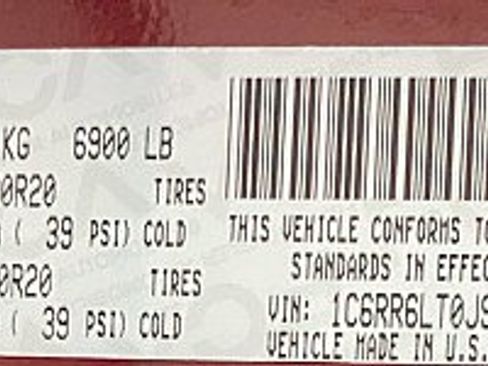 KG 6900 LB
0R20 TIRES
( 39 PSI) COLD
0R20 TIRES
( 39 PSI) COLD
THIS VEHICLE CONFORMS TO
STANDARDS IN EFFEC
VIN: 1C6RR6LT0JS
VEHICLE MADE IN U.S.